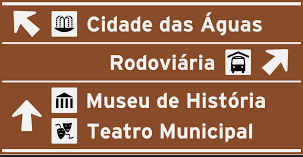 Cidade das Águas
Rodoviária
Museu de História
Teatro Municipal